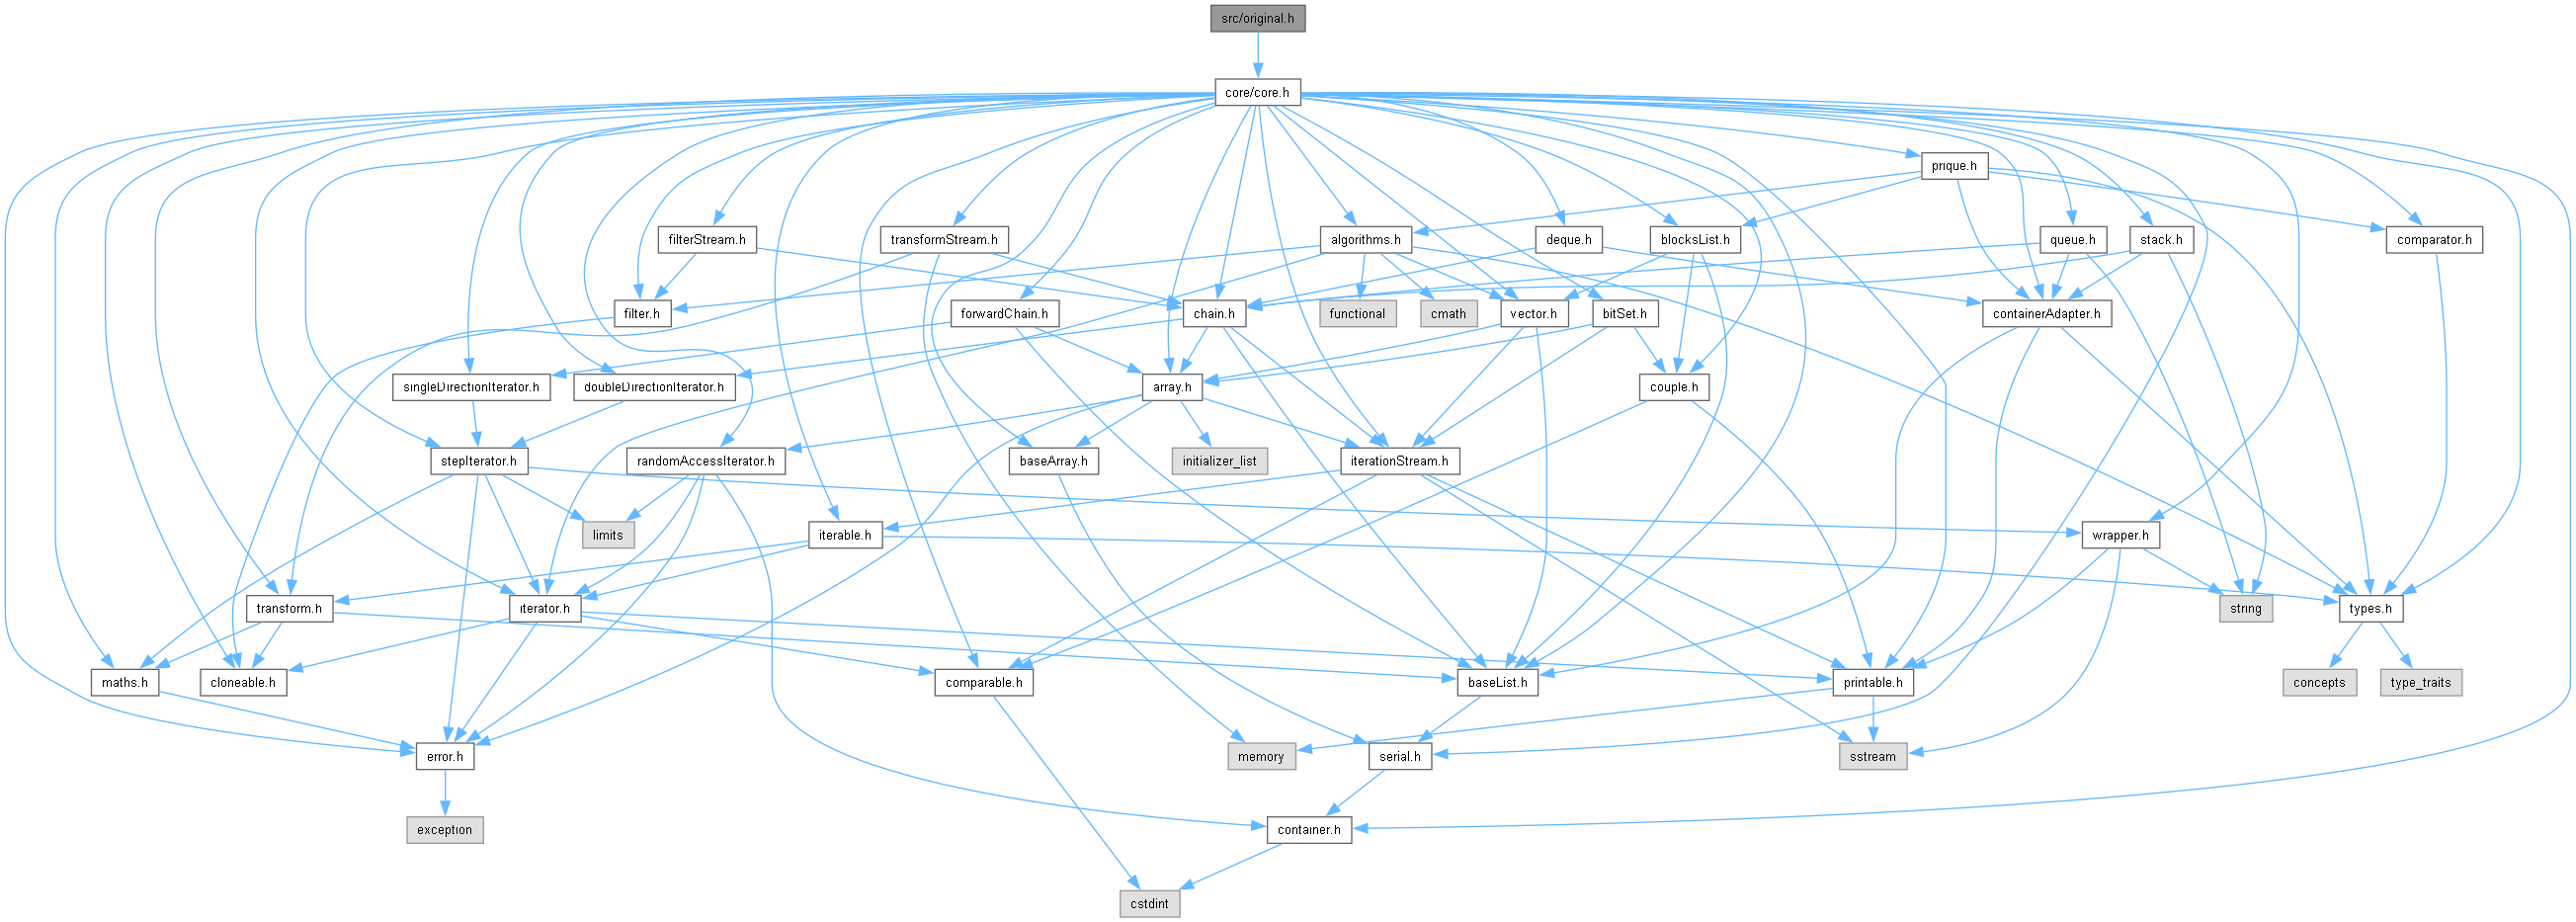 src/original.h
core/core.h
prique.h
filterStream.h
transformStream.h
algorithms.h
deque.h
blocksList.h
queue.h
stack.h
comparator.h
filter.h
forwardChain.h
chain.h
functional
cmath
vector.h
bitSet.h
containerAdapter.h
singleDirectionIterator.h
doubleDirectionIterator.h
array.h
couple.h
stepIterator.h
randomAccessIterator.h
baseArray.h
initializer_list
iterationStream.h
limits
iterable.h
wrapper.h
transform.h
iterator.h
string
types.h
maths.h
cloneable.h
comparable.h
baseList.h
printable.h
concepts
type_traits
error.h
memory
serial.h
sstream
exception
container.h
cstdint